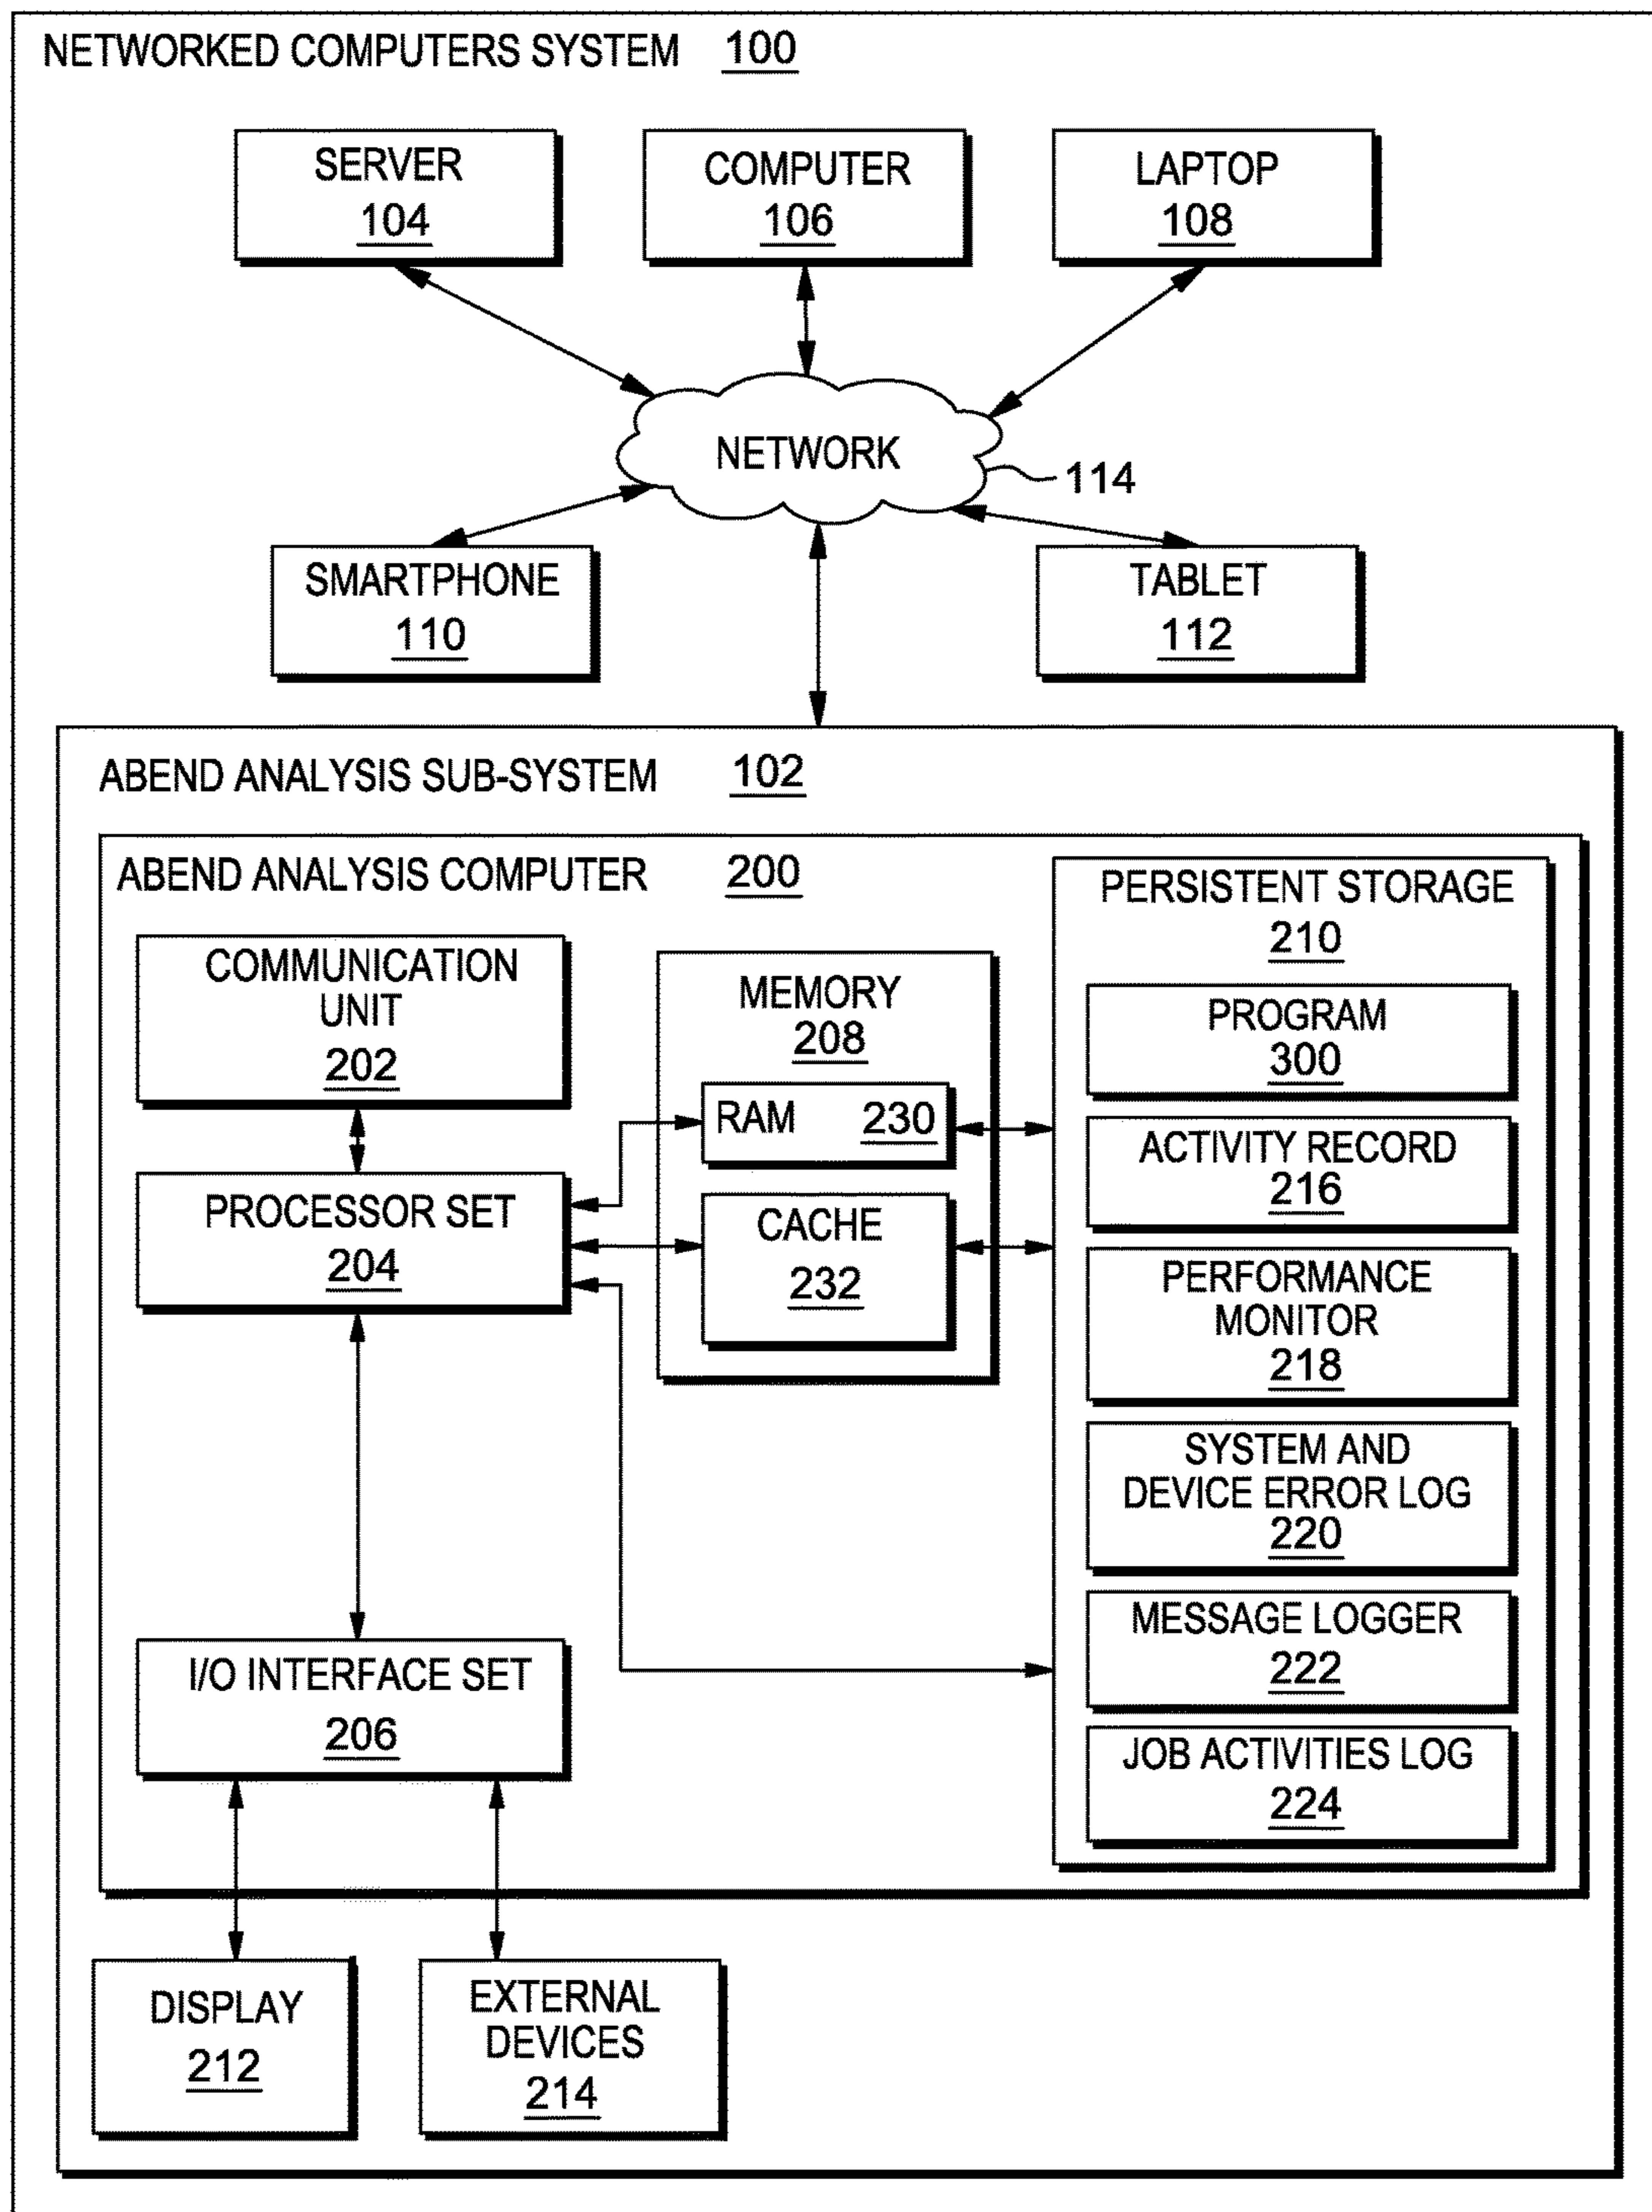 NETWORKED COMPUTERS SYSTEM 100
SERVER
104
COMPUTER
106
LAPTOP
108
NETWORK
114
SMARTPHONE
110
TABLET
112
ABEND ANALYSIS SUB-SYSTEM 102
ABEND ANALYSIS COMPUTER 200
COMMUNICATION
UNIT
202
PROCESSOR SET
204
I/O INTERFACE SET
206
MEMORY
208
RAM 230
CACHE
232
PERSISTENT STORAGE
210
PROGRAM
300
ACTIVITY RECORD
216
PERFORMANCE
MONITOR
218
SYSTEM AND
DEVICE ERROR LOG
220
MESSAGE LOGGER
222
JOB ACTIVITIES LOG
224
DISPLAY
212
EXTERNAL
DEVICES
214